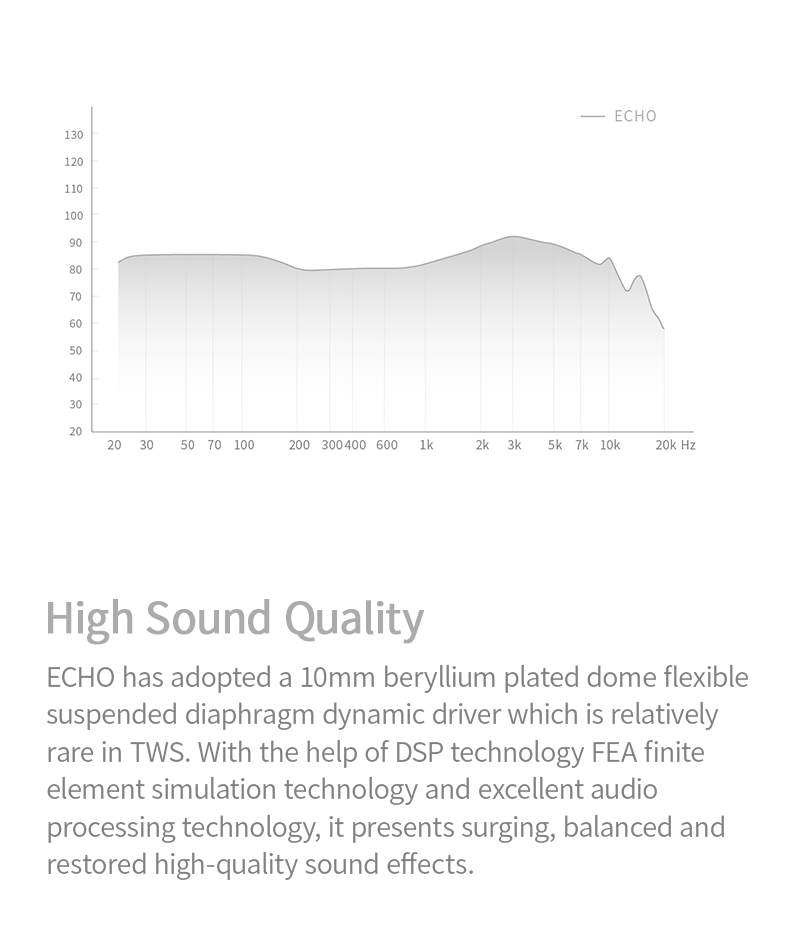 ECHO
130
120
110
100
90
80
70
60
50
40
30
20
20 30 50 70 100 200 300 400 600 1k 2k 3k 5k 7k 10k 20k Hz
High Sound Quality
ECHO has adopted a 10mm beryllium plated dome flexible
suspended diaphragm dynamic driver which is relatively
rare in TWS. With the help of DSP technology FEA finite
element simulation technology and excellent audio
processing technology, it presents surging, balanced and
restored high-quality sound effects.